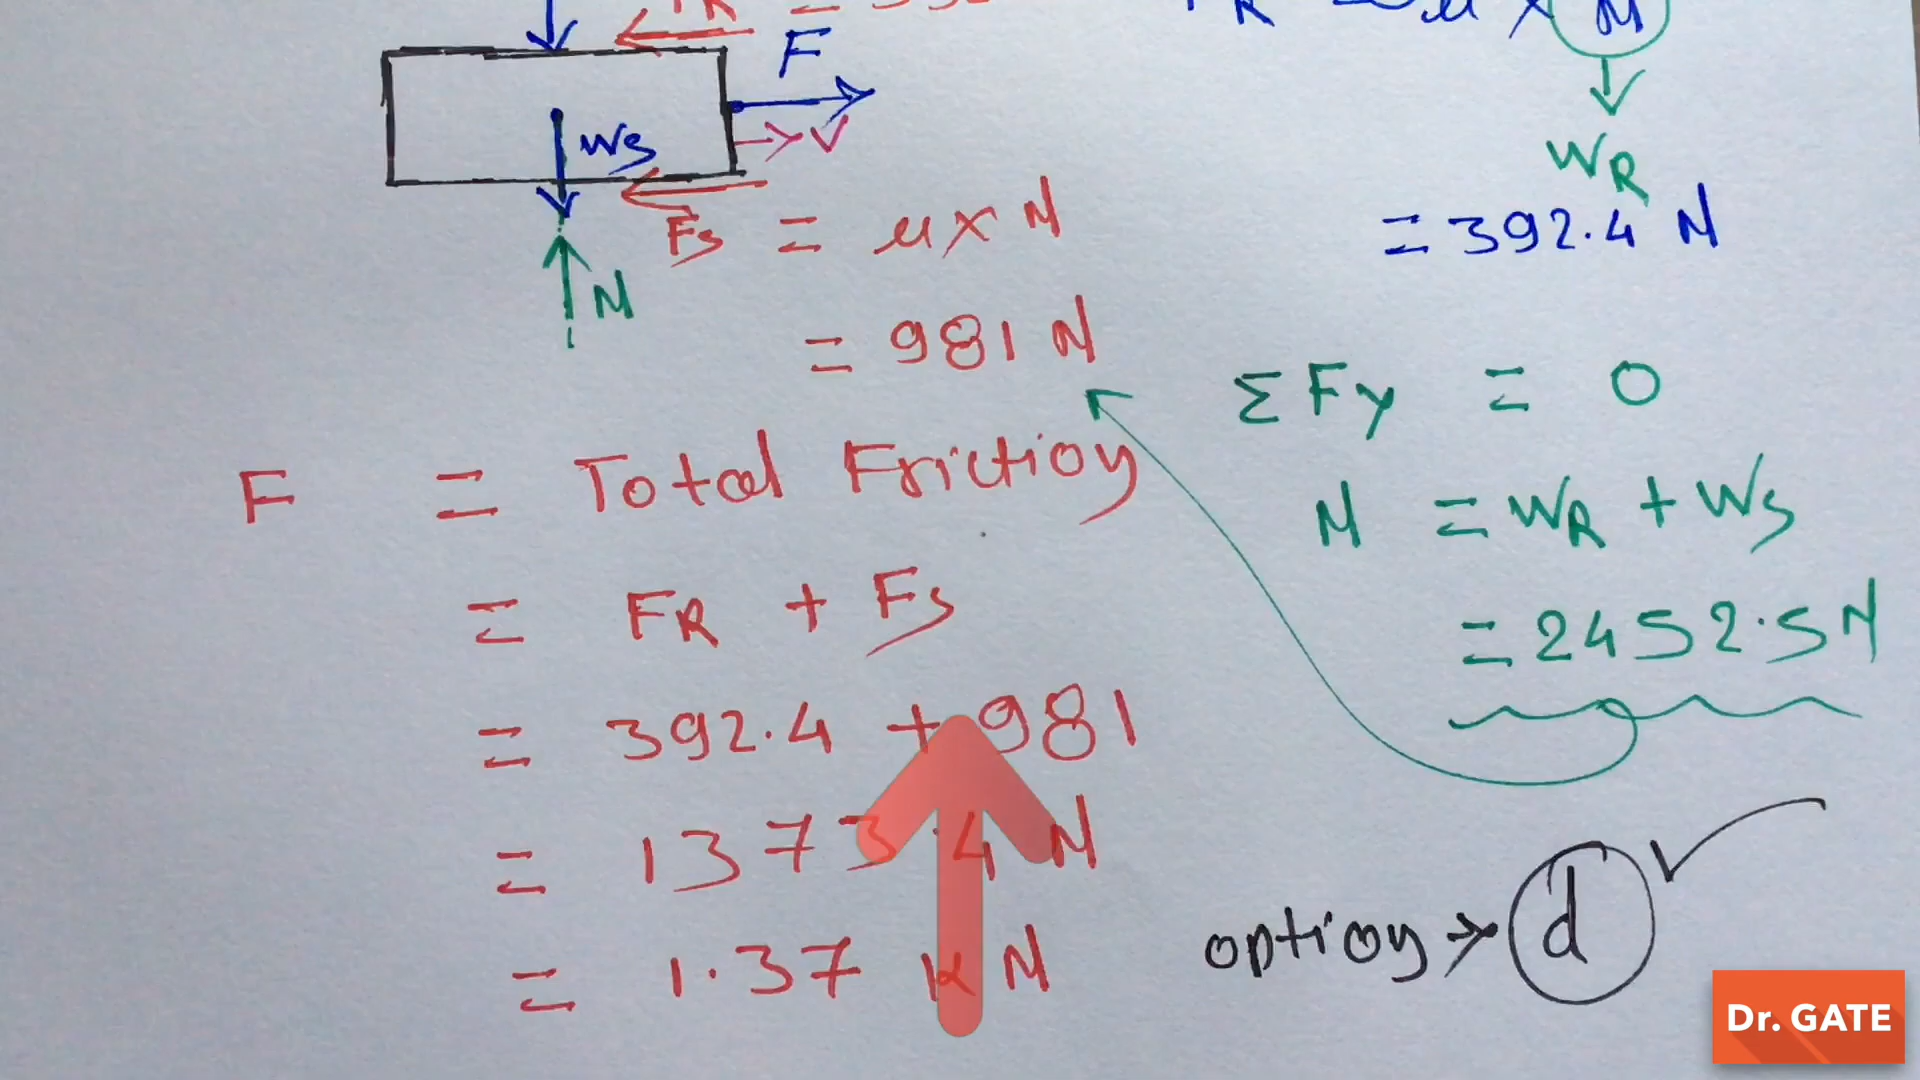 F
V
Ws
WR
Fs = μ × N
= 392.4 N
N
= 981 N
ΣFy = 0
F = Total Friction
N = WR + Ws
= FR + Fs
= 2452.5 N
= 392.4 + 981
= 1373.4 N
option → d
= 1.37 kN
Dr. GATE